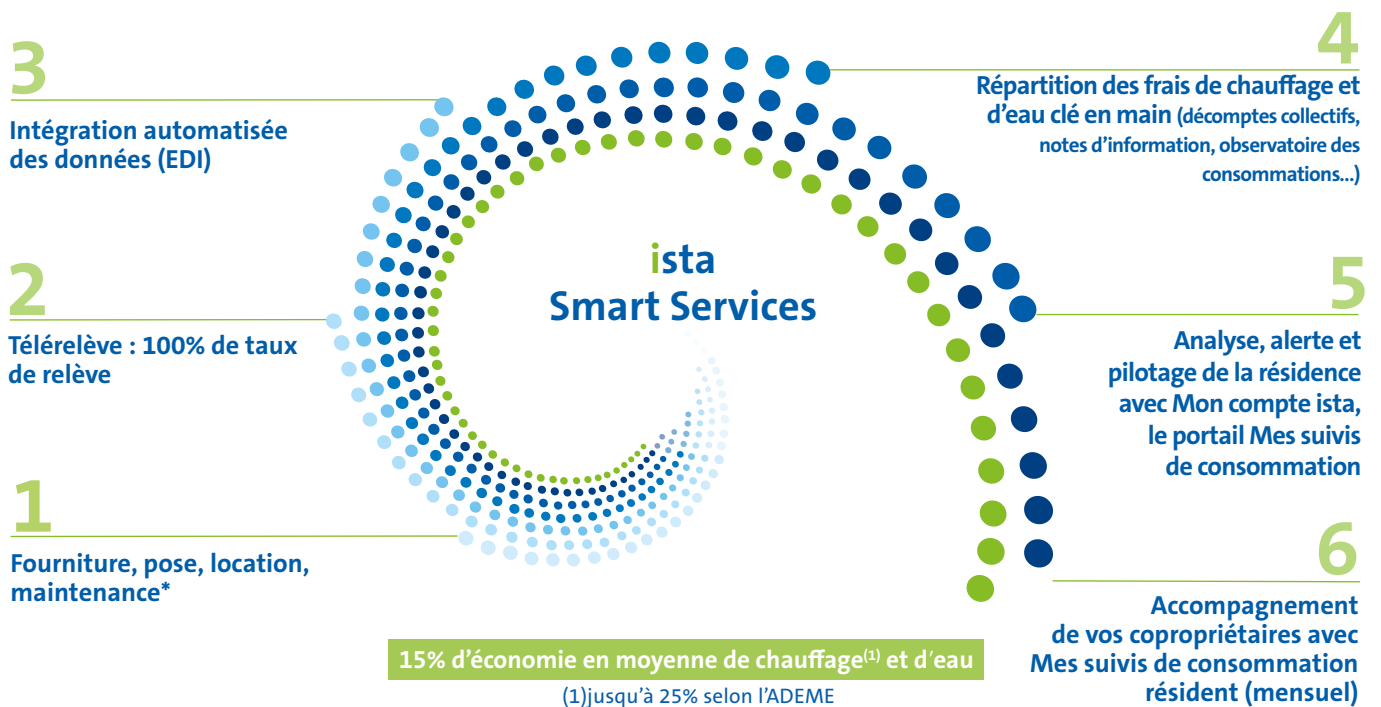 3
Intégration automatisée
des données (EDI)
2
Télérelève : 100% de taux
de relève
1
Fourniture, pose, location,
maintenance*
ista
Smart Services
4
Répartition des frais de chauffage et
d'eau clé en main (décomptes collectifs,
notes d'information, observatoire des
consommations...)
5
Analyse, alerte et
pilotage de la résidence
avec Mon compte ista,
le portail Mes suivis
de consommation
6
Accompagnement
de vos copropriétaires avec
Mes suivis de consommation
résident (mensuel)
15% d'économie en moyenne de chauffage(1) et d'eau
(1)jusqu'à 25% selon l'ADEME